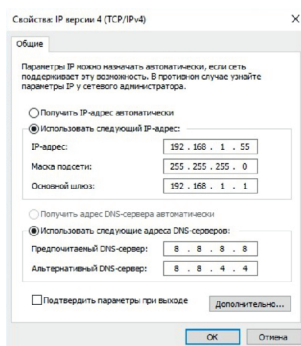 Свойства: IP версии 4 (TCP/IPv4)
Общие
Параметры IP можно назначать автоматически, если сеть
поддерживает эту возможность. В противном случае узнайте
параметры IP у сетевого администратора.
Получить IP-адрес автоматически
Использовать следующий IP-адрес:
IP-адрес: 192 . 168 . 1 . 55
Маска подсети: 255 . 255 . 255 . 0
Основной шлюз: 192 . 168 . 1 . 1
Получить адрес DNS-сервера автоматически
Использовать следующие адреса DNS-серверов:
Предпочитаемый DNS-сервер: 8 . 8 . 8 . 8
Альтернативный DNS-сервер: 8 . 8 . 4 . 4
Подтвердить параметры при выходе
Дополнительно...
ОК Отмена